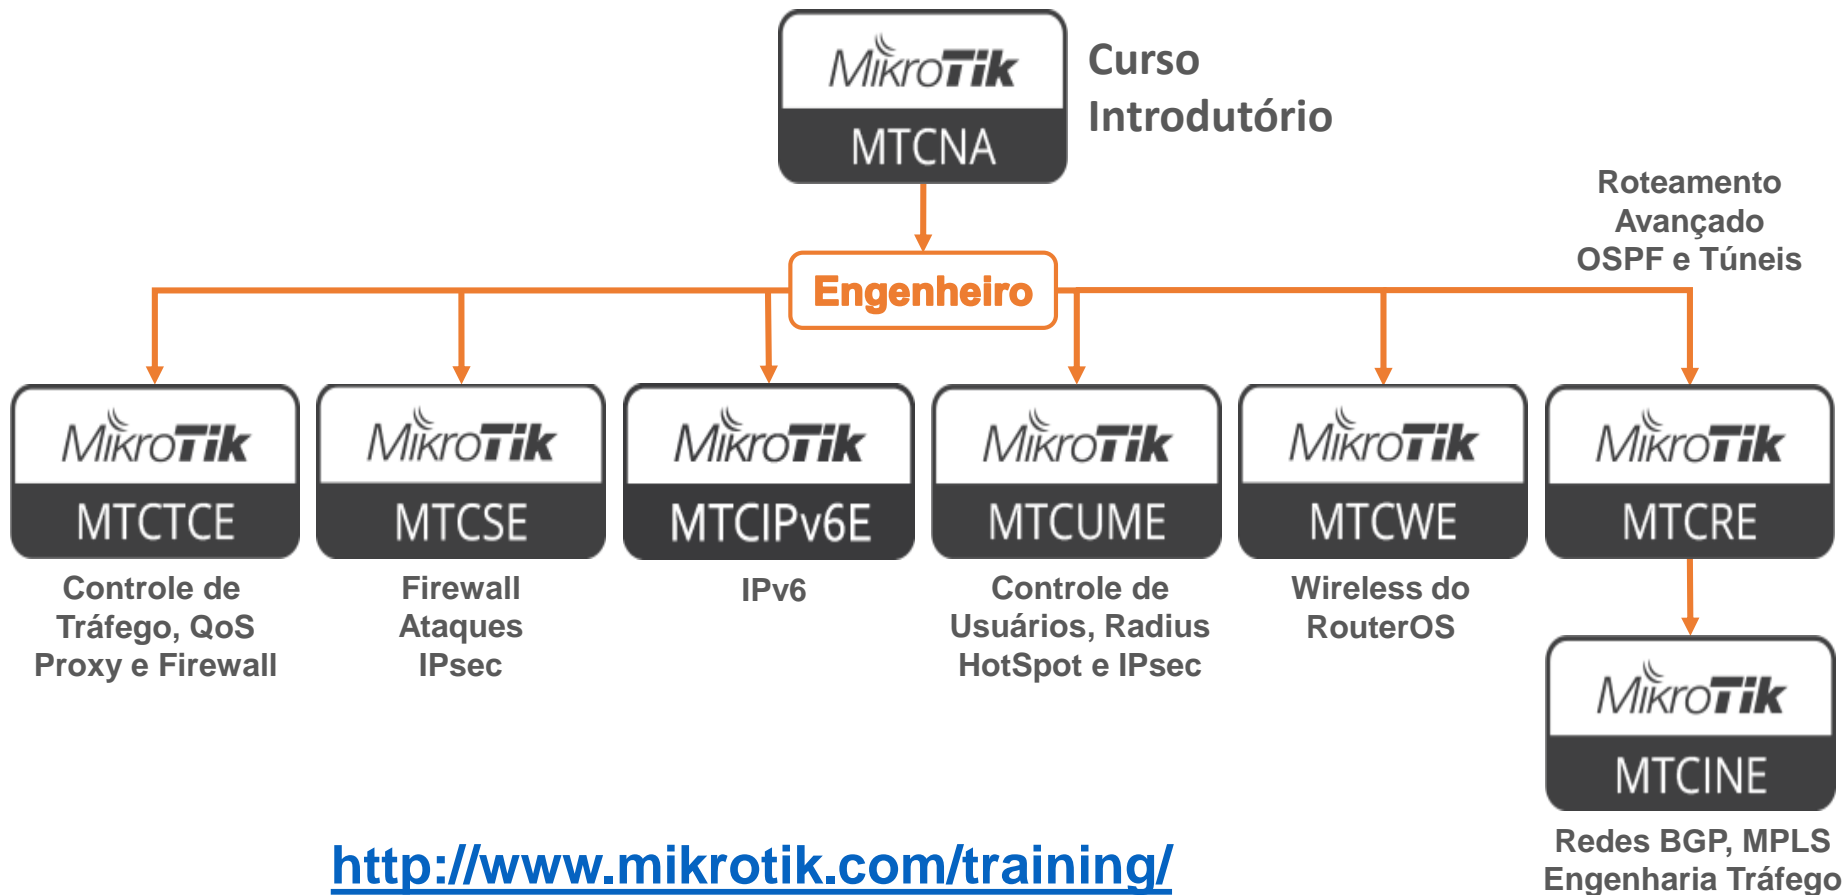 MikroTik
MTCNA
Curso
Introdutório
Roteamento
Avançado
OSPF e Túneis
Engenheiro
MikroTik
MTCTCE
Controle de
Tráfego, QoS
Proxy e Firewall
MikroTik
MTCSE
Firewall
Ataques
IPsec
MikroTik
MTCIPv6E
IPv6
MikroTik
MTCUME
Controle de
Usuários, Radius
HotSpot e IPsec
MikroTik
MTCWE
Wireless do
RouterOS
MikroTik
MTCRE
MikroTik
MTCINE
Redes BGP, MPLS
Engenharia Tráfego
http://www.mikrotik.com/training/